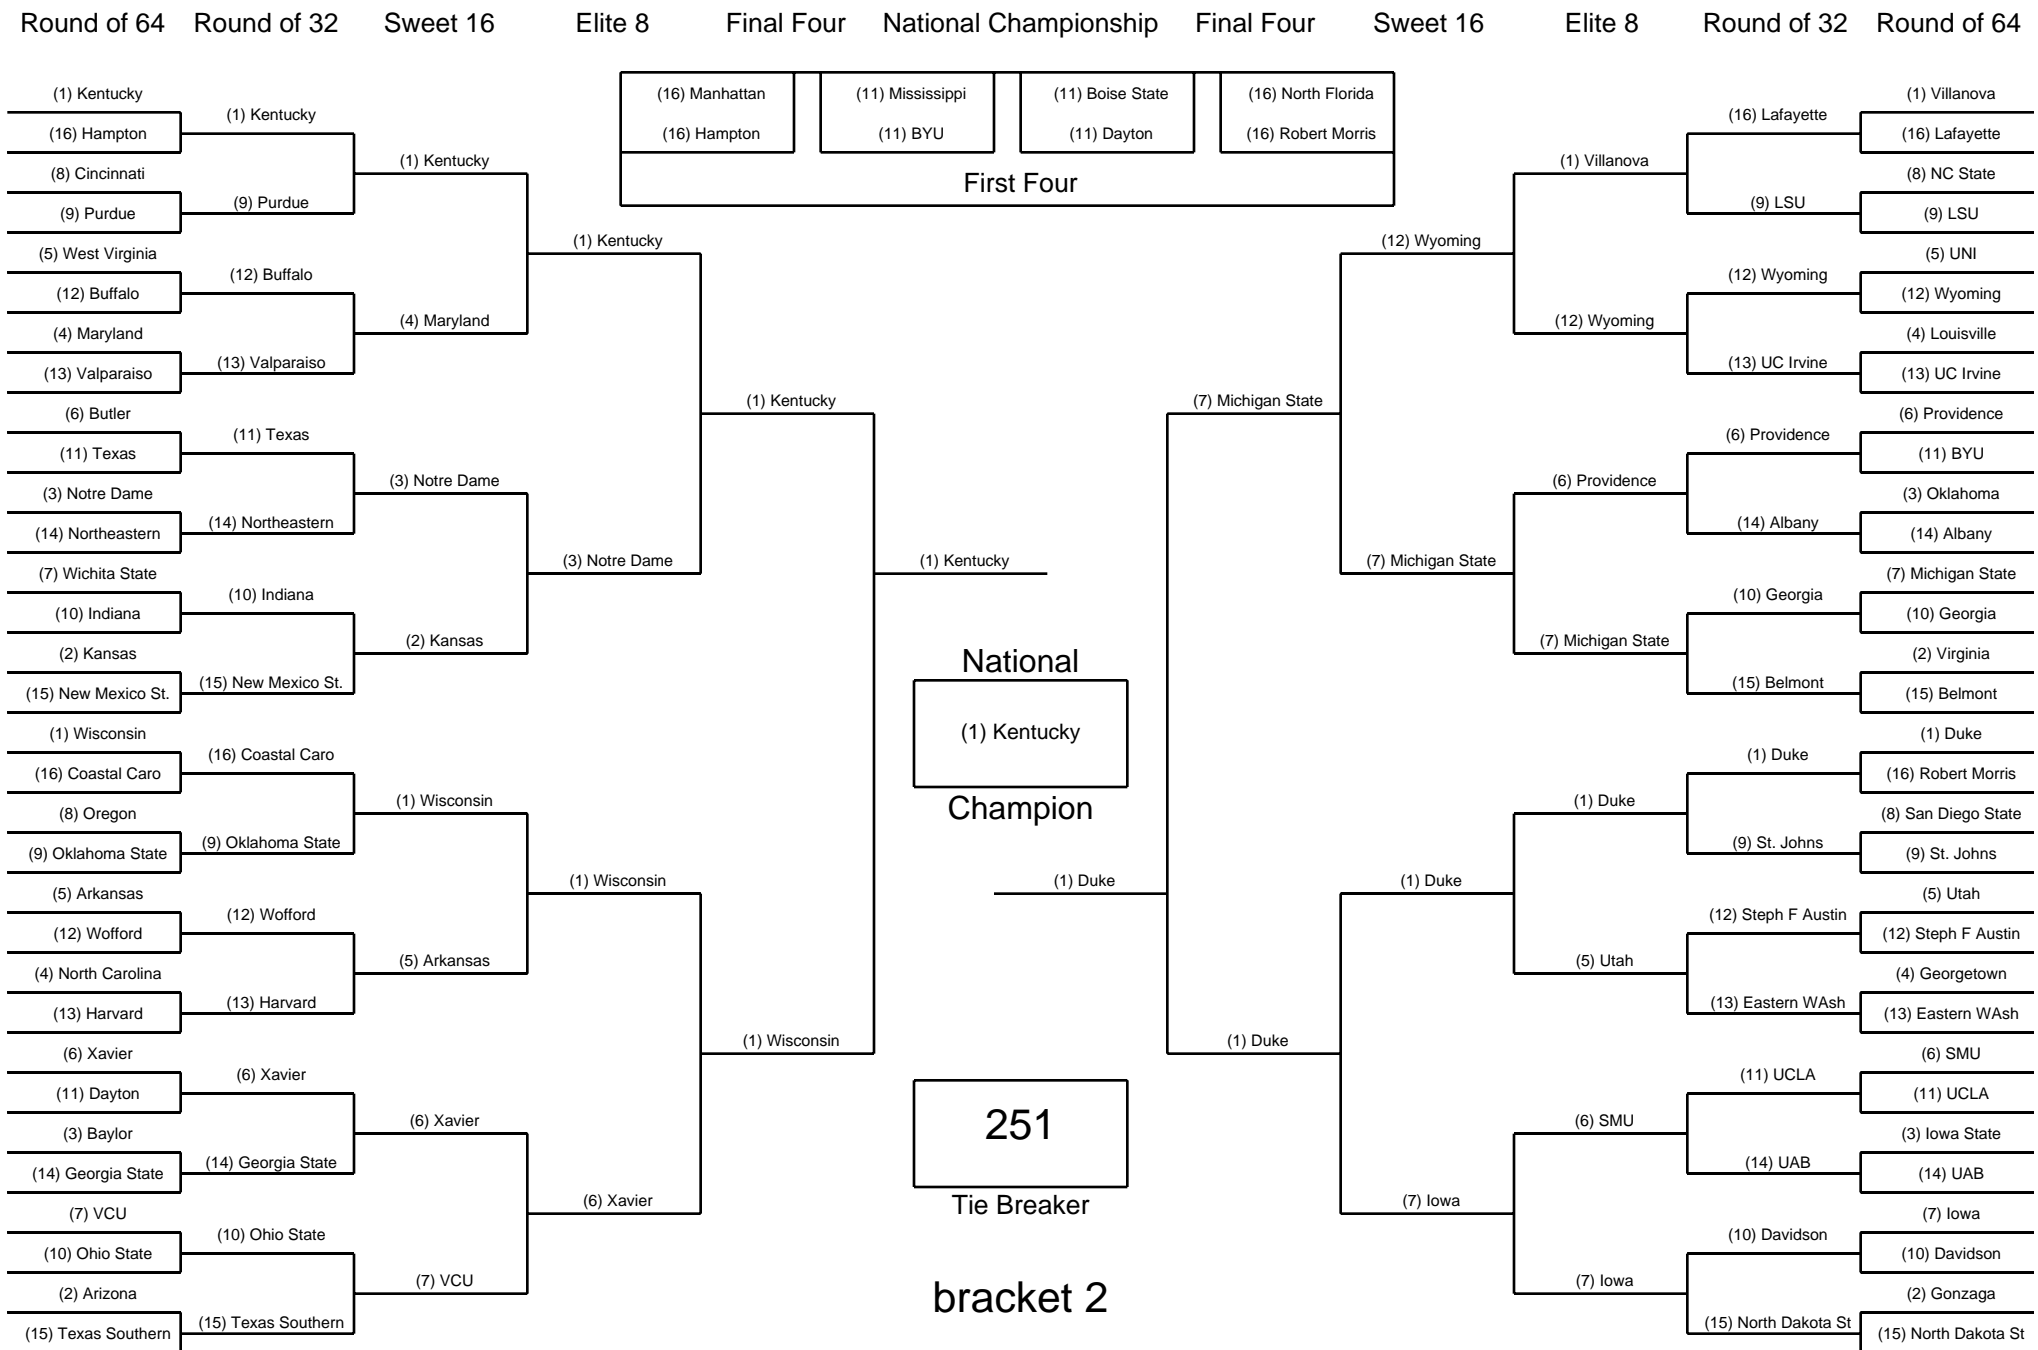 Round of 64 Round of 32 Sweet 16 Elite 8 Final Four National Championship Final Four Sweet 16 Elite 8 Round of 32 Round of 64
(1) Kentucky
(16) Hampton
(8) Cincinnati
(9) Purdue
(5) West Virginia
(12) Buffalo
(4) Maryland
(13) Valparaiso
(6) Butler
(11) Texas
(3) Notre Dame
(14) Northeastern
(7) Wichita State
(10) Indiana
(2) Kansas
(15) New Mexico St.
(1) Wisconsin
(16) Coastal Caro
(8) Oregon
(9) Oklahoma State
(5) Arkansas
(12) Wofford
(4) North Carolina
(13) Harvard
(6) Xavier
(11) Dayton
(3) Baylor
(14) Georgia State
(7) VCU
(10) Ohio State
(2) Arizona
(15) Texas Southern
(1) Kentucky
(9) Purdue
(12) Buffalo
(13) Valparaiso
(11) Texas
(14) Northeastern
(10) Indiana
(15) New Mexico St.
(16) Coastal Caro
(9) Oklahoma State
(12) Wofford
(13) Harvard
(6) Xavier
(14) Georgia State
(10) Ohio State
(15) Texas Southern
(1) Kentucky
(4) Maryland
(3) Notre Dame
(2) Kansas
(1) Wisconsin
(5) Arkansas
(6) Xavier
(7) VCU
(1) Kentucky
(3) Notre Dame
(1) Wisconsin
(6) Xavier
(1) Kentucky
(1) Wisconsin
(16) Manhattan
(16) Hampton
(11) Mississippi
(11) BYU
(11) Boise State
(11) Dayton
(16) North Florida
(16) Robert Morris
First Four
(1) Kentucky
National
(1) Kentucky
Champion
(1) Duke
251
Tie Breaker
bracket 2
(7) Michigan State
(1) Duke
(12) Wyoming
(7) Michigan State
(1) Duke
(7) Iowa
(1) Villanova
(12) Wyoming
(6) Providence
(7) Michigan State
(1) Duke
(5) Utah
(6) SMU
(7) Iowa
(16) Lafayette
(9) LSU
(12) Wyoming
(13) UC Irvine
(6) Providence
(14) Albany
(10) Georgia
(15) Belmont
(1) Duke
(9) St. Johns
(12) Steph F Austin
(13) Eastern WAsh
(11) UCLA
(14) UAB
(10) Davidson
(15) North Dakota St
(1) Villanova
(16) Lafayette
(8) NC State
(9) LSU
(5) UNI
(12) Wyoming
(4) Louisville
(13) UC Irvine
(6) Providence
(11) BYU
(3) Oklahoma
(14) Albany
(7) Michigan State
(10) Georgia
(2) Virginia
(15) Belmont
(1) Duke
(16) Robert Morris
(8) San Diego State
(9) St. Johns
(5) Utah
(12) Steph F Austin
(4) Georgetown
(13) Eastern WAsh
(6) SMU
(11) UCLA
(3) Iowa State
(14) UAB
(7) Iowa
(10) Davidson
(2) Gonzaga
(15) North Dakota St